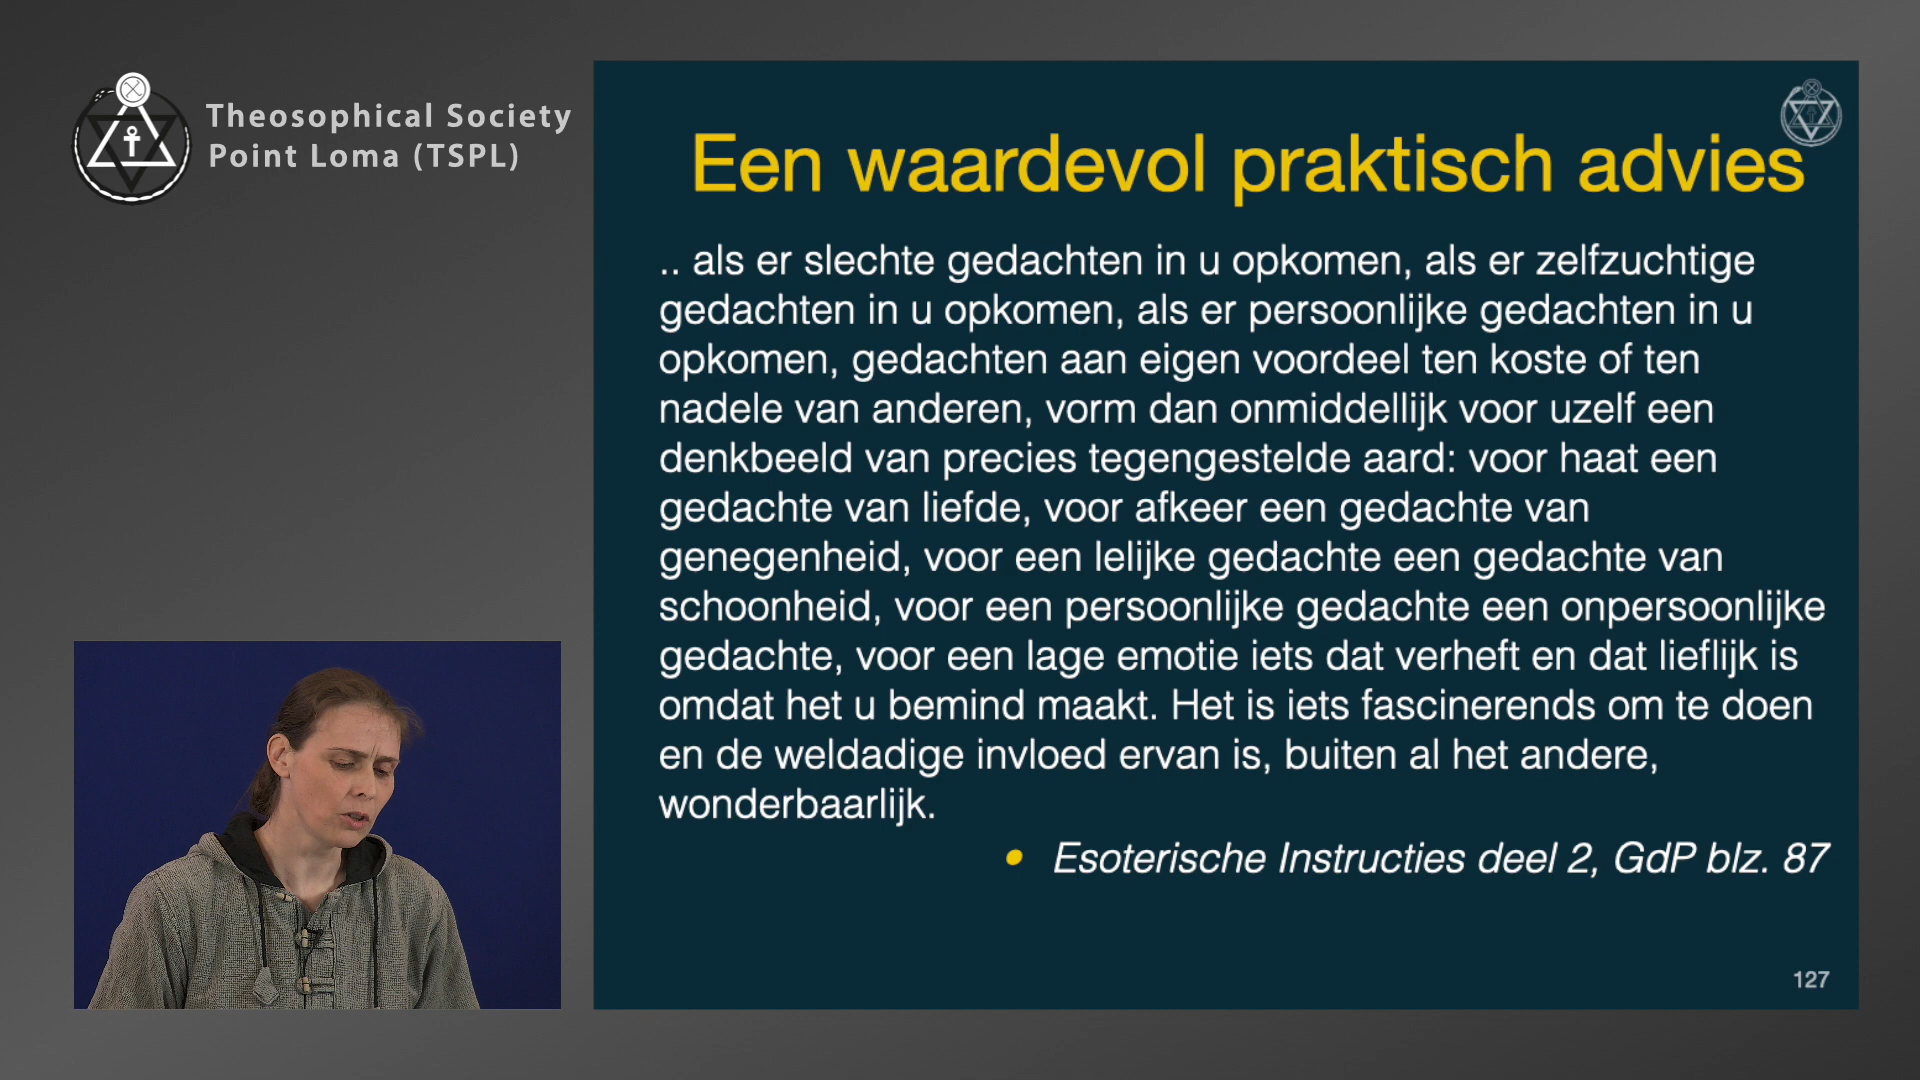 Theosophical Society
Point Loma (TSPL)
Een waardevol praktisch advies
.. als er slechte gedachten in u opkomen, als er zelfzuchtige
gedachten in u opkomen, als er persoonlijke gedachten in u
opkomen, gedachten aan eigen voordeel ten koste of ten
nadele van anderen, vorm dan onmiddellijk voor uzelf een
denkbeeld van precies tegengestelde aard: voor haat een
gedachte van liefde, voor afkeer een gedachte van
genegenheid, voor een lelijke gedachte een gedachte van
schoonheid, voor een persoonlijke gedachte een onpersoonlijke
gedachte, voor een lage emotie iets dat verheft en dat lieflijk is
omdat het u bemind maakt. Het is iets fascinerends om te doen
en de weldadige invloed ervan is, buiten al het andere,
wonderbaarlijk.
• Esoterische Instructies deel 2, GdP blz. 87
127